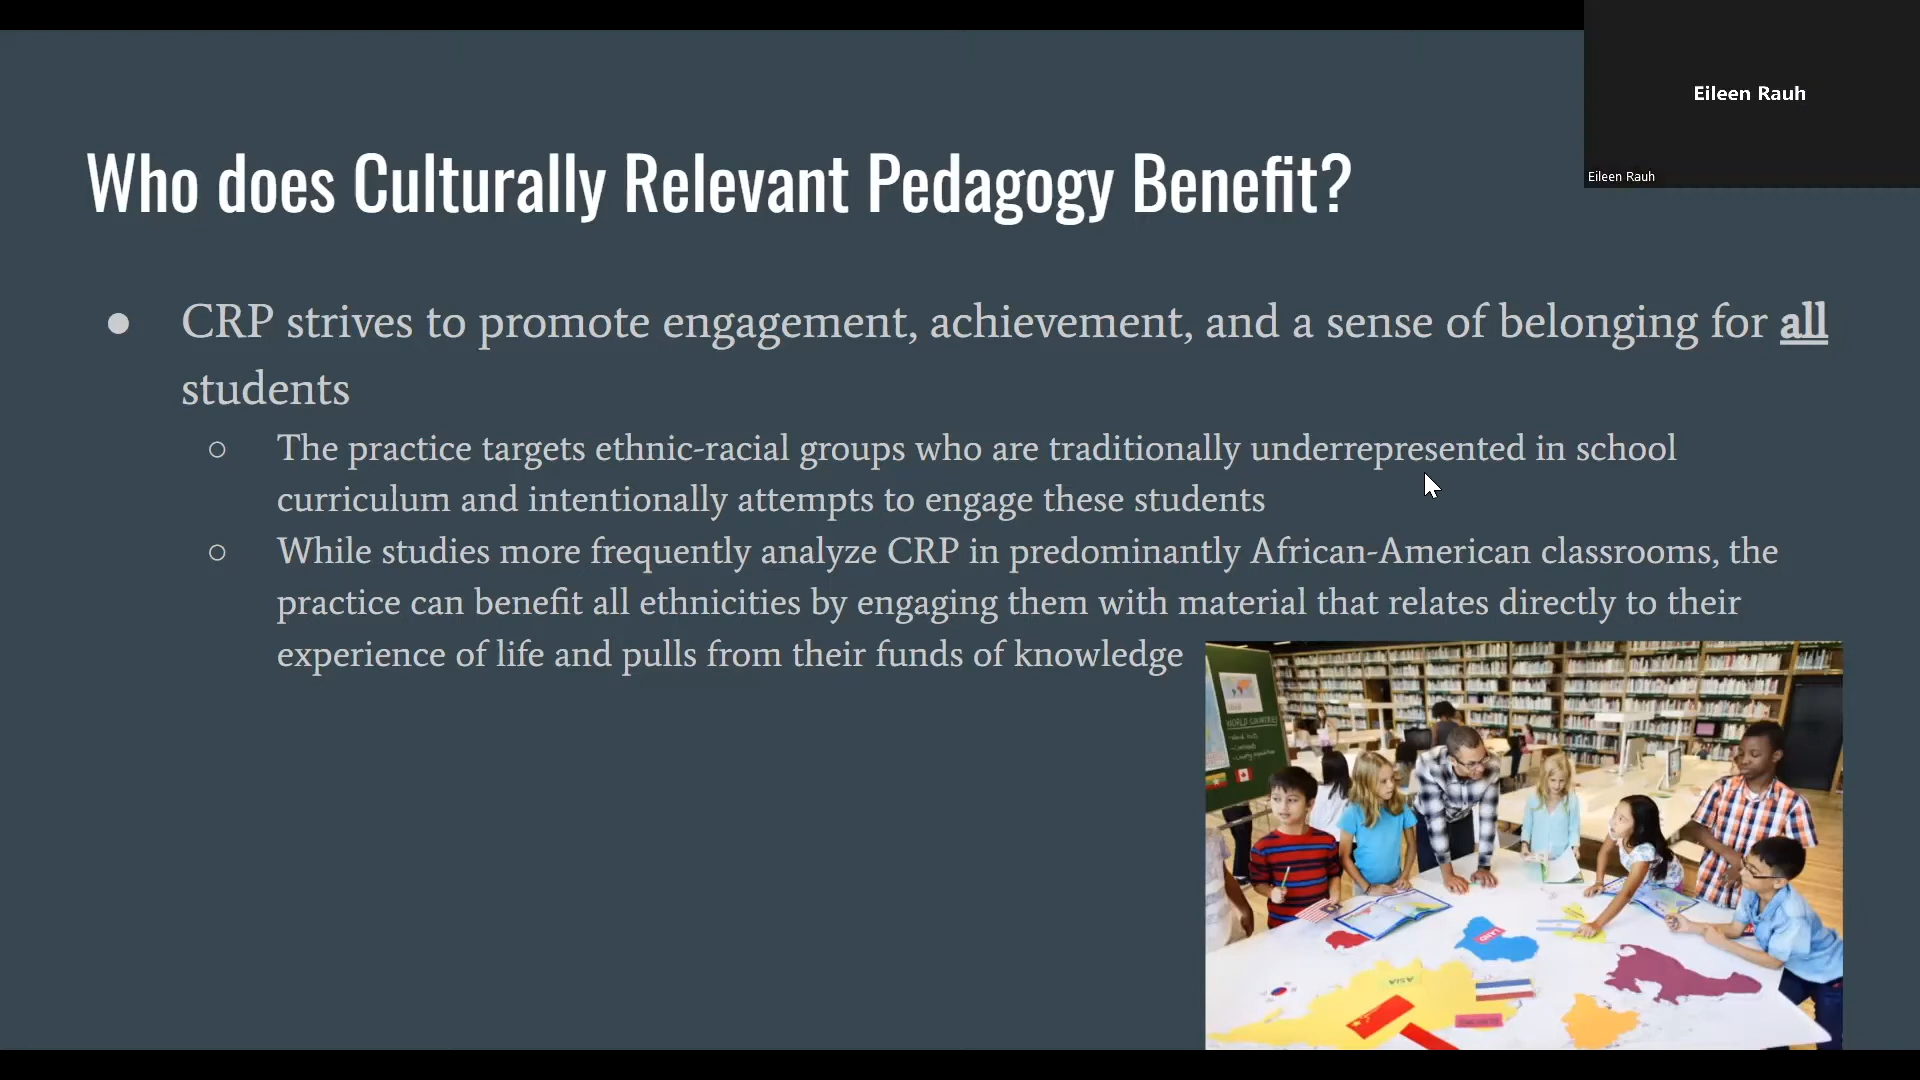 Eileen Rauh
Eileen Rauh
Who does Culturally Relevant Pedagogy Benefit?
● CRP strives to promote engagement, achievement, and a sense of belonging for all
students
○ The practice targets ethnic-racial groups who are traditionally underrepresented in school
curriculum and intentionally attempts to engage these students
○ While studies more frequently analyze CRP in predominantly African-American classrooms, the
practice can benefit all ethnicities by engaging them with material that relates directly to their
experience of life and pulls from their funds of knowledge
WORLD COUNTRIES
ASIA